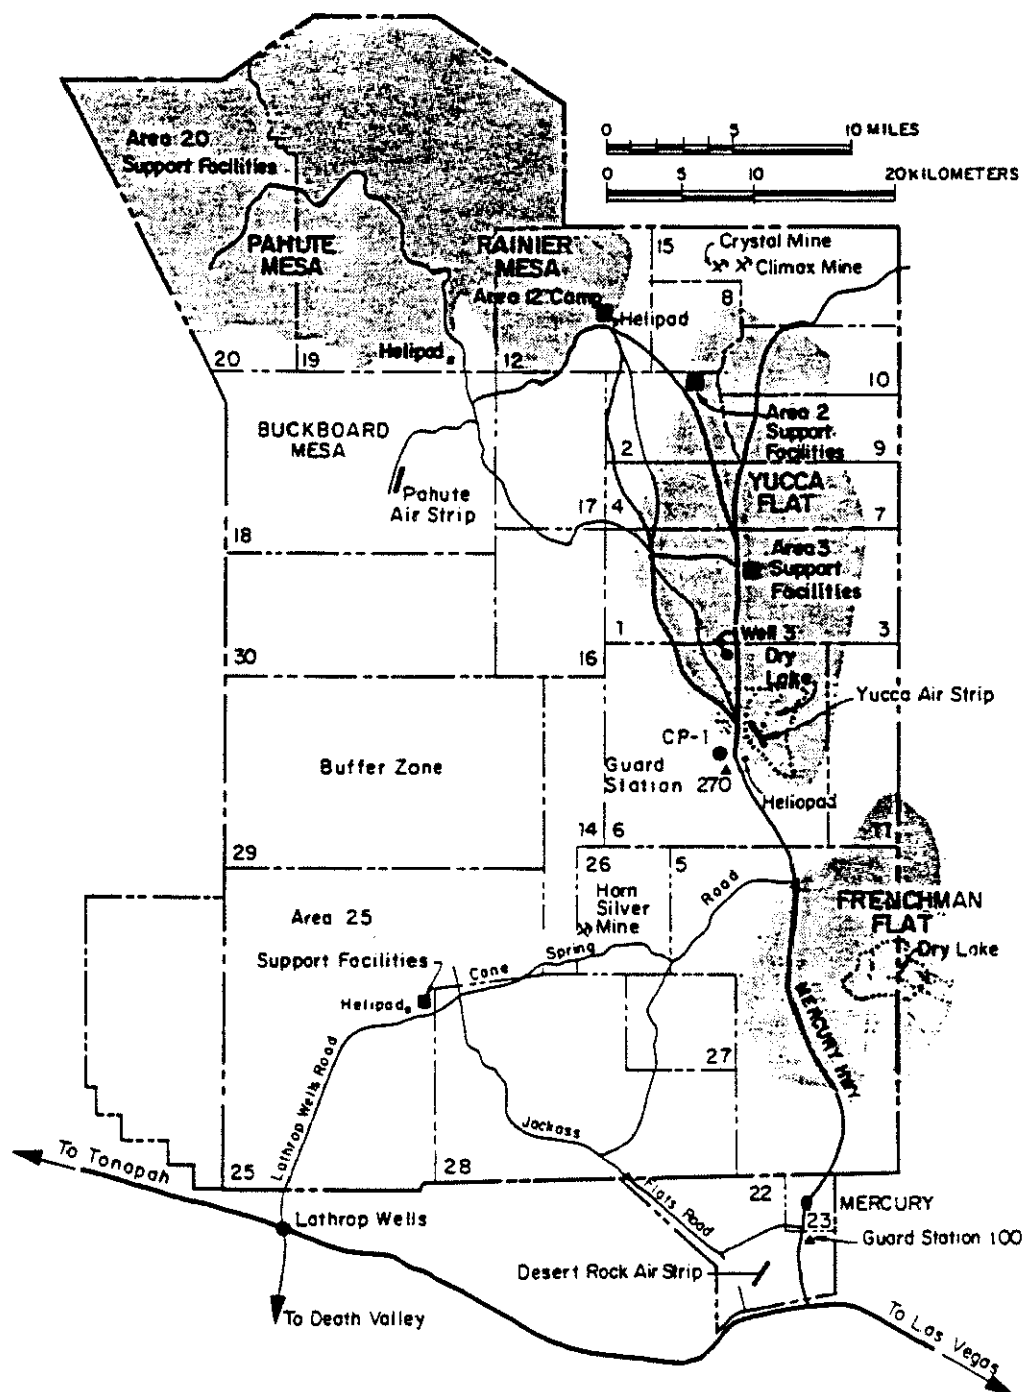 0 5 10 MILES
0 5 10 20 KILOMETERS
Area 20
Support Facilities
PAHUTE
MESA
RAINIER
MESA
Area 12 Camp
Helipad
15
Crystal Mine
Climax Mine
8
Helipad
20
19
12
10
BUCKBOARD
MESA
Area 2
Support
Facilities
2
9
Pahute
Air Strip
YUCCA
FLAT
17
4
7
18
Area 3
Support
Facilities
1
Well 3
3
30
16
Dry
Lake
Yucca Air Strip
CP-1
Buffer Zone
Guard
Station 270
Heliopad
14
6
11
29
26
5
Road
Horn
Silver
Mine
FRENCHMAN
FLAT
Area 25
Spring
Dry Lake
Support Facilities
Cane
Helipad
MERCURY HWY.
27
Lathrop Wells Road
Jackass
To Tonopah
25
28
22
Flats Road
MERCURY
23
Lathrop Wells
Guard Station 100
Desert Rock Air Strip
To Death Valley
To Las Vegas